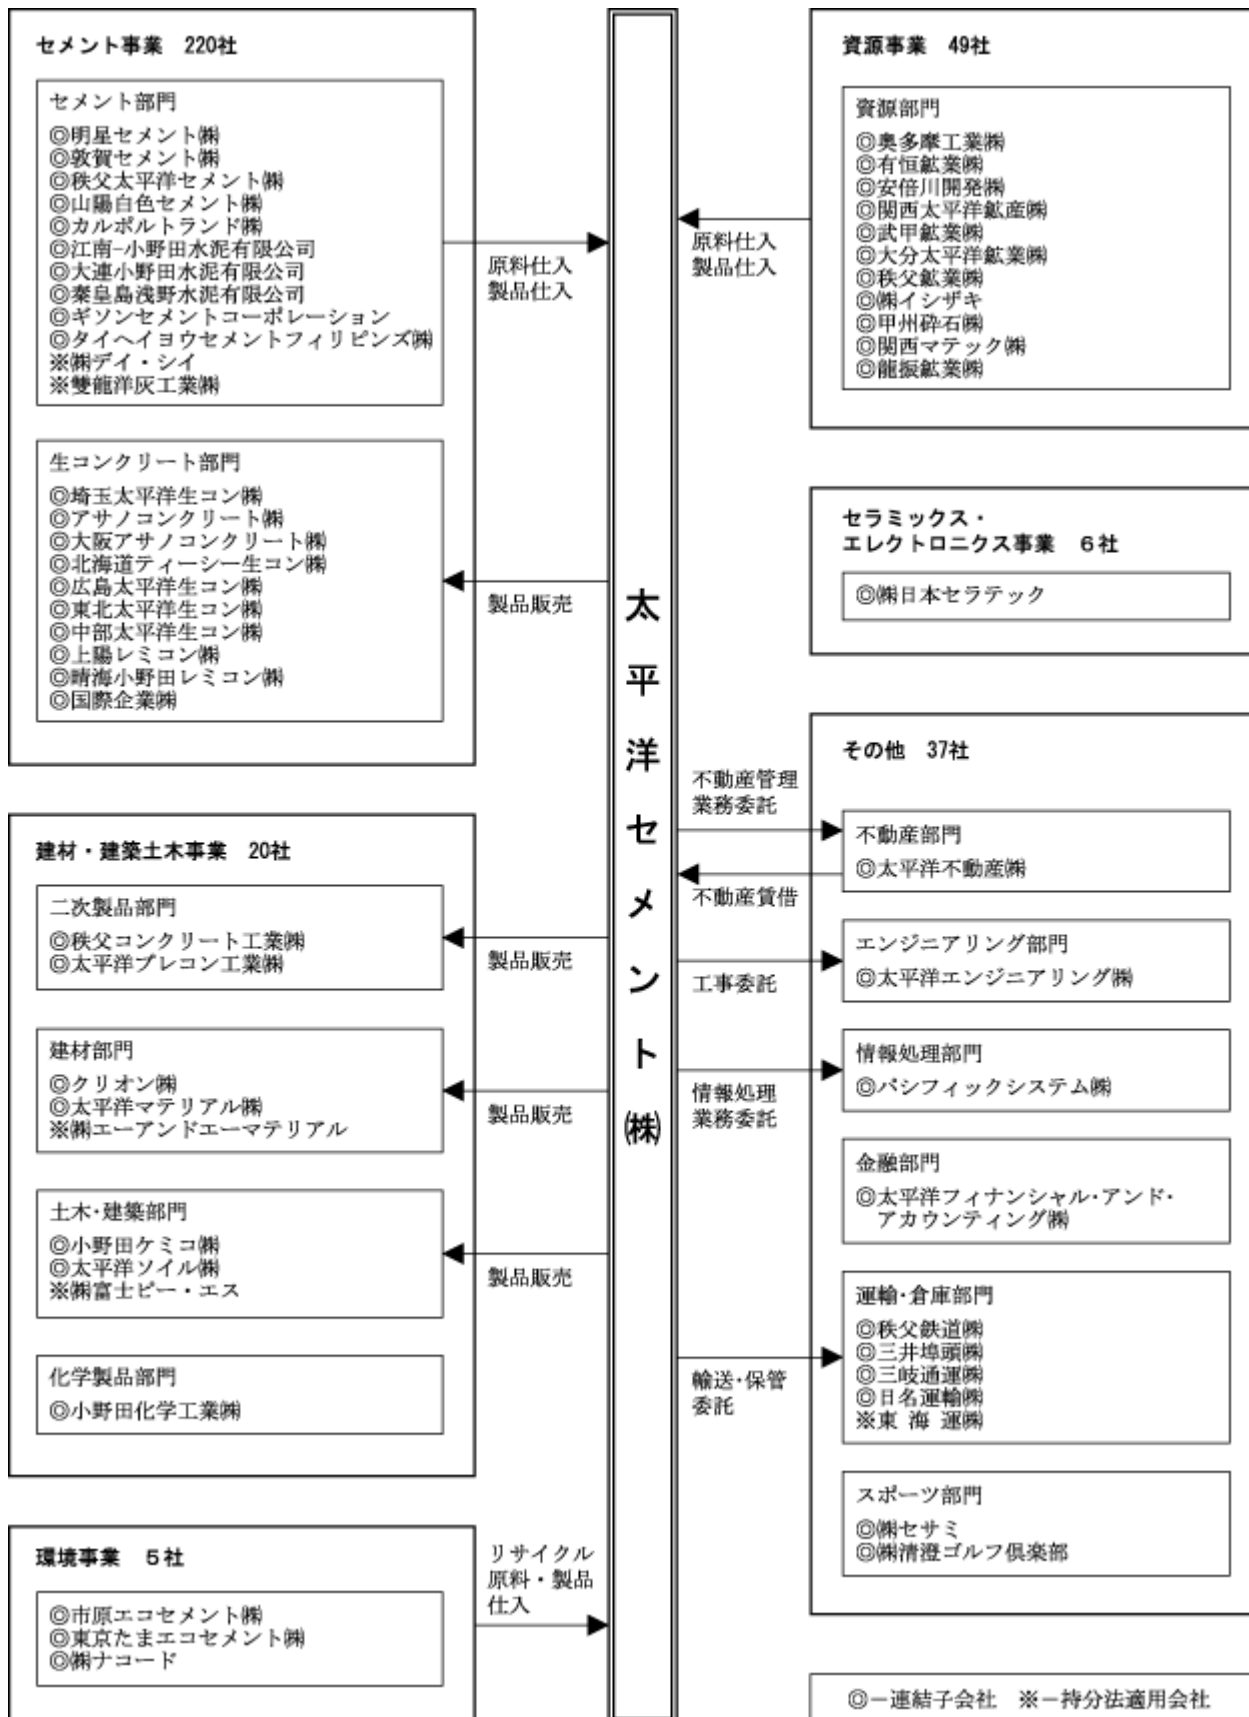 セメント事業 220社
セメント部門
◎明星セメント㈱
◎敦賀セメント㈱
◎秩父太平洋セメント㈱
◎山陽白色セメント㈱
◎カルポルトランド㈱
◎江南-小野田水泥有限公司
◎大連小野田水泥有限公司
◎秦皇島浅野水泥有限公司
◎ギソンセメントコーポレーション
◎タイヘイヨウセメントフィリピンズ㈱
※㈱デイ・シイ
※雙龍洋灰工業㈱
原料仕入
製品仕入
生コンクリート部門
◎埼玉太平洋生コン㈱
◎アサノコンクリート㈱
◎大阪アサノコンクリート㈱
◎北海道ティーシー生コン㈱
◎広島太平洋生コン㈱
◎東北太平洋生コン㈱
◎中部太平洋生コン㈱
◎上陽レミコン㈱
◎晴海小野田レミコン㈱
◎国際企業㈱
製品販売
建材・建築土木事業 20社
二次製品部門
◎秩父コンクリート工業㈱
◎太平洋プレコン工業㈱
製品販売
建材部門
◎クリオン㈱
◎太平洋マテリアル㈱
※㈱エーアンドエーマテリアル
製品販売
土木・建築部門
◎小野田ケミコ㈱
◎太平洋ソイル㈱
※㈱富士ピー・エス
製品販売
化学製品部門
◎小野田化学工業㈱
環境事業 5社
◎市原エコセメント㈱
◎東京たまエコセメント㈱
◎㈱ナコード
リサイクル
原料・製品
仕入
太平洋セメント㈱
資源事業 49社
資源部門
◎奥多摩工業㈱
◎有恒鉱業㈱
◎安倍川開発㈱
◎関西太平洋鉱産㈱
◎武甲鉱業㈱
◎大分太平洋鉱業㈱
◎秩父鉱業㈱
◎㈱イシザキ
◎甲州砕石㈱
◎関西マテック㈱
◎龍振鉱業㈱
原料仕入
製品仕入
セラミックス・
エレクトロニクス事業 6社
◎㈱日本セラテック
その他 37社
不動産管理
業務委託
不動産部門
◎太平洋不動産㈱
不動産賃借
エンジニアリング部門
◎太平洋エンジニアリング㈱
工事委託
情報処理部門
◎パシフィックシステム㈱
情報処理
業務委託
金融部門
◎太平洋フィナンシャル・アンド・
アカウンティング㈱
運輸・倉庫部門
◎秩父鉄道㈱
◎三井埠頭㈱
◎三岐通運㈱
◎日名運輸㈱
※東 海 運㈱
輸送・保管
委託
スポーツ部門
◎㈱セサミ
◎㈱清澄ゴルフ倶楽部
◎－連結子会社 ※－持分法適用会社